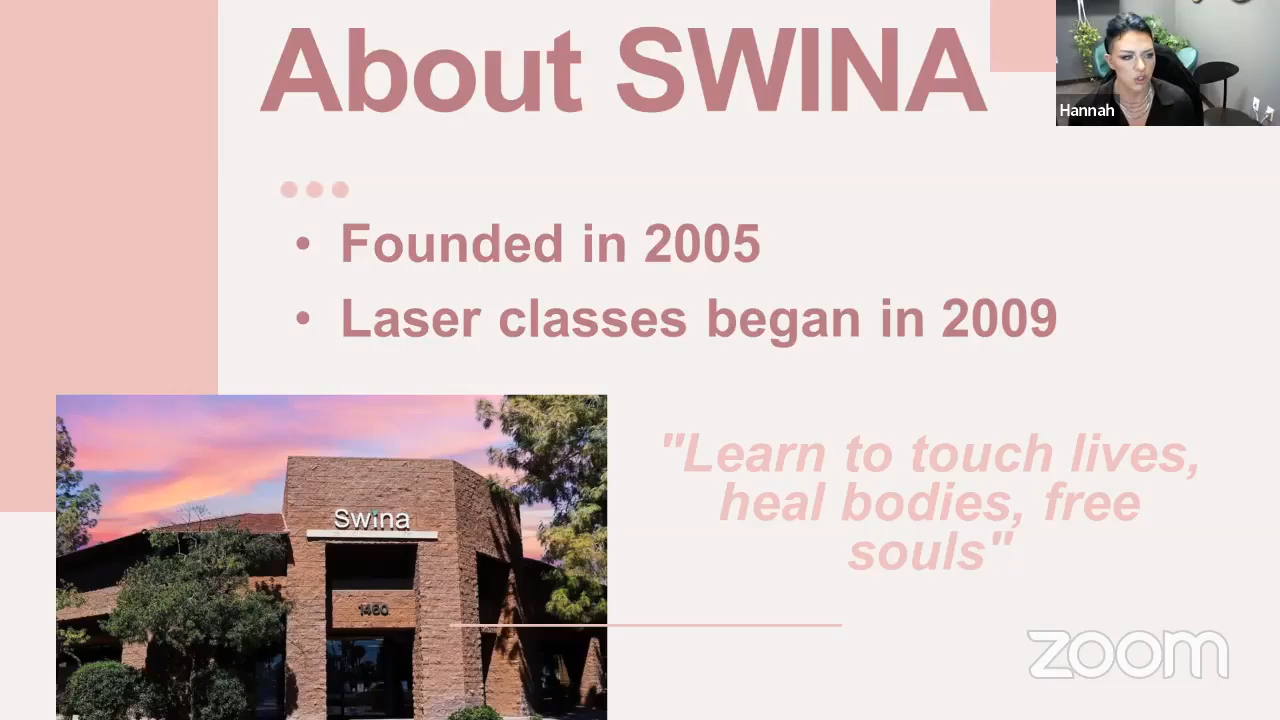 About SWINA
Hannah
• Founded in 2005
• Laser classes began in 2009
"Learn to touch lives,
heal bodies, free
souls"
Swina
1460
zoom